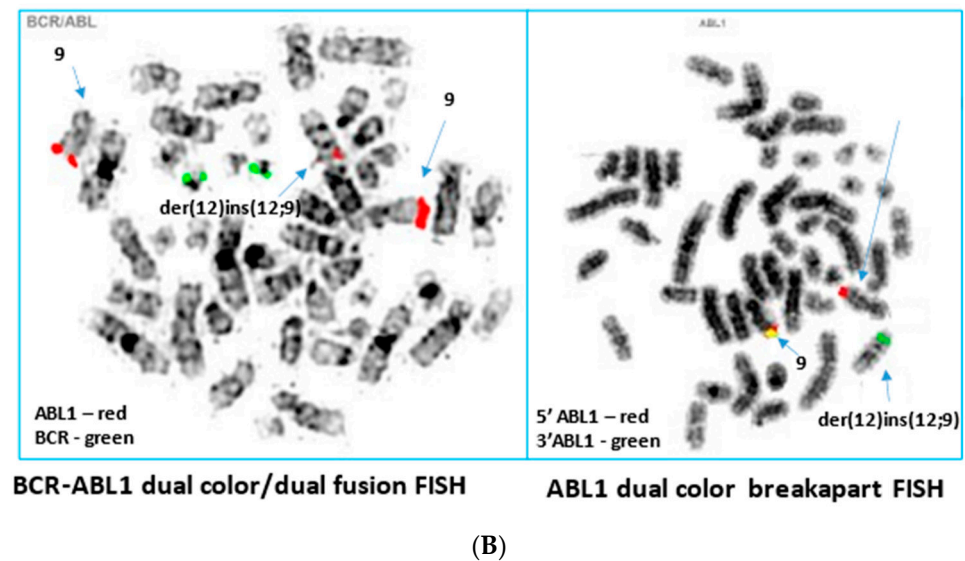 BCR/ABL
9
9
der(12)ins(12;9)
ABL1 – red
BCR - green
ABL1
9
der(12)ins(12;9)
5' ABL1 – red
3'ABL1 - green
BCR-ABL1 dual color/dual fusion FISH
ABL1 dual color breakapart FISH
(B)